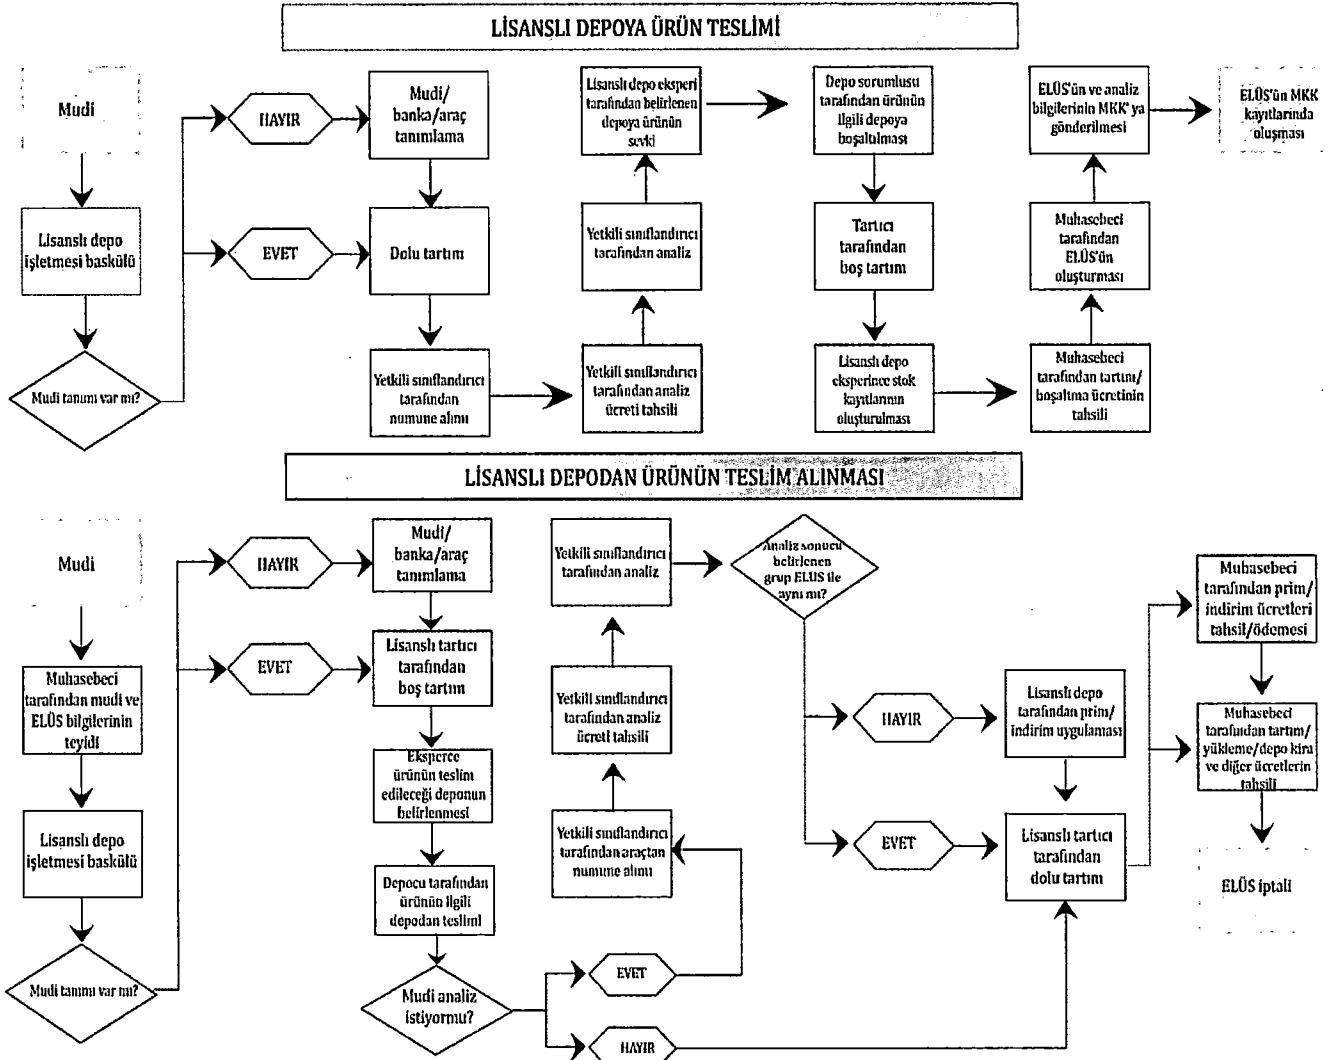 LİSANSLI DEPOYA ÜRÜN TESLİMİ
Mudi
Lisanslı depo
işletmesi baskülü
Mudi tanımı var mı?
HAYIR
EVET
Mudi/
banka/araç
tanımlama
Dolu tartım
Yetkili sınıflandırıcı
tarafından
numune alımı
Yetkili sınıflandırıcı
tarafından analiz
ücreti tahsili
Yetkili sınıflandırıcı
tarafından analiz
Lisanslı depo eksperi
tarafından belirlenen
depoya ürünün
sevki
Depo sorumlusu
tarafından ürünün
ilgili depoya
boşaltılması
Tartıcı
tarafından
boş tartım
Lisanslı depo
eksperince stok
kayıtlarının
oluşturulması
Muhasebeci
tarafından tartım/
boşaltma ücretinin
tahsili
Muhasebeci
tarafından
ELÜS'ün
oluşturması
ELÜS'ün ve analiz
bilgilerinin MKK' ya
gönderilmesi
ELÜS'ün MKK
kayıtlarında
oluşması
LİSANSLI DEPODAN ÜRÜNÜN TESLİM ALINMASI
Mudi
Muhasebeci
tarafından mudi ve
ELÜS bilgilerinin
teyidi
Lisanslı depo
işletmesi baskülü
Mudi tanımı var mı?
HAYIR
EVET
Mudi/
banka/araç
tanımlama
Lisanslı tartıcı
tarafından
boş tartım
Eksperce
ürünün teslim
edileceği deponun
belirlenmesi
Depocu tarafından
ürünün ilgili
depodan teslimi
Mudi analiz
istiyormu?
EVET
HAYIR
Yetkili sınıflandırıcı
tarafından araçtan
numune alımı
Yetkili sınıflandırıcı
tarafından analiz
ücreti tahsili
Yetkili sınıflandırıcı
tarafından analiz
Analiz sonucu
belirlenen
grup ELÜS ile
aynı mı?
HAYIR
EVET
Lisanslı depo
tarafından prim/
indirim uygulaması
Lisanslı tartıcı
tarafından
dolu tartım
Muhasebeci
tarafından prim/
indirim ücretleri
tahsil/ödemesi
Muhasebeci
tarafından tartım/
yükleme/depo kira
ve diğer ücretlerin
tahsili
ELÜS iptali